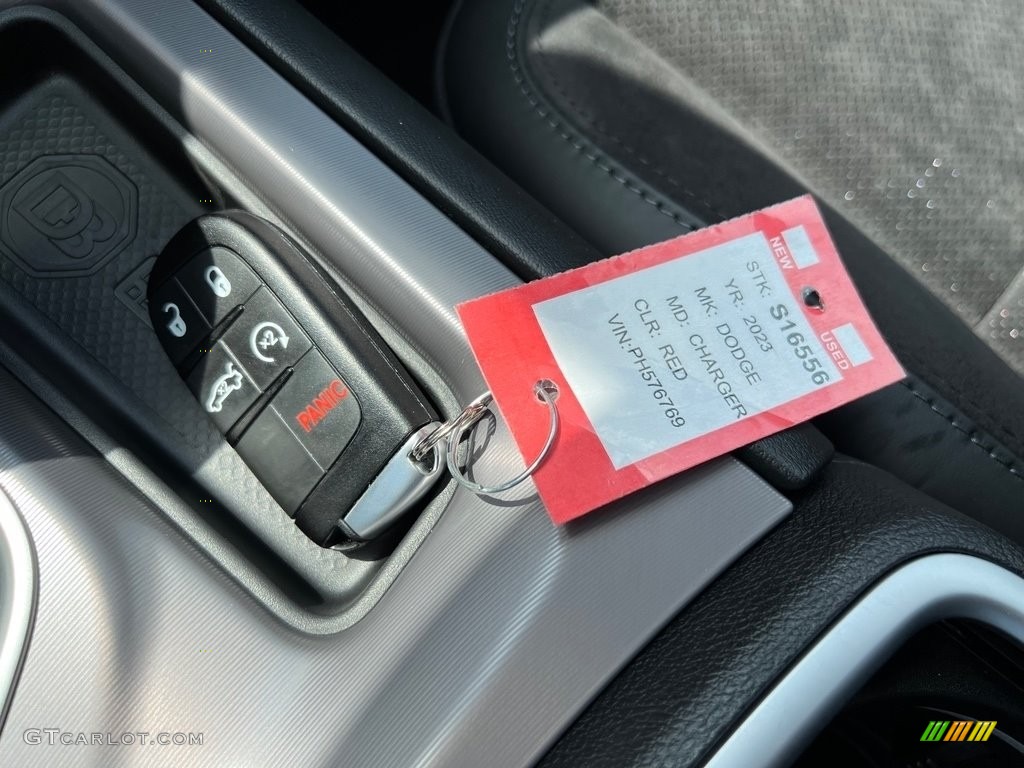 STK: S16556
YR: 2023
MK: DODGE
MD: CHARGER
CLR: RED
VIN:PH576769
NEW
USED
PANIC
GTCARLOT.COM